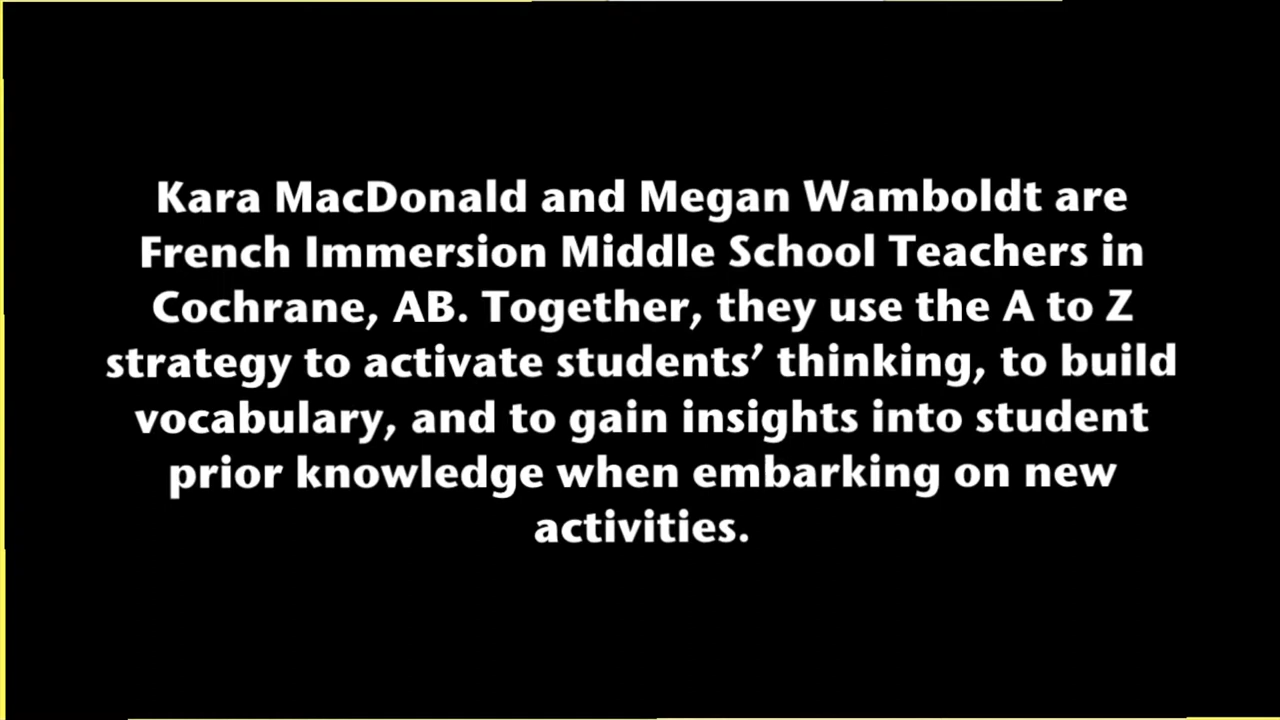 Kara MacDonald and Megan Wamboldt are
French Immersion Middle School Teachers in
Cochrane, AB. Together, they use the A to Z
strategy to activate students’ thinking, to build
vocabulary, and to gain insights into student
prior knowledge when embarking on new
activities.